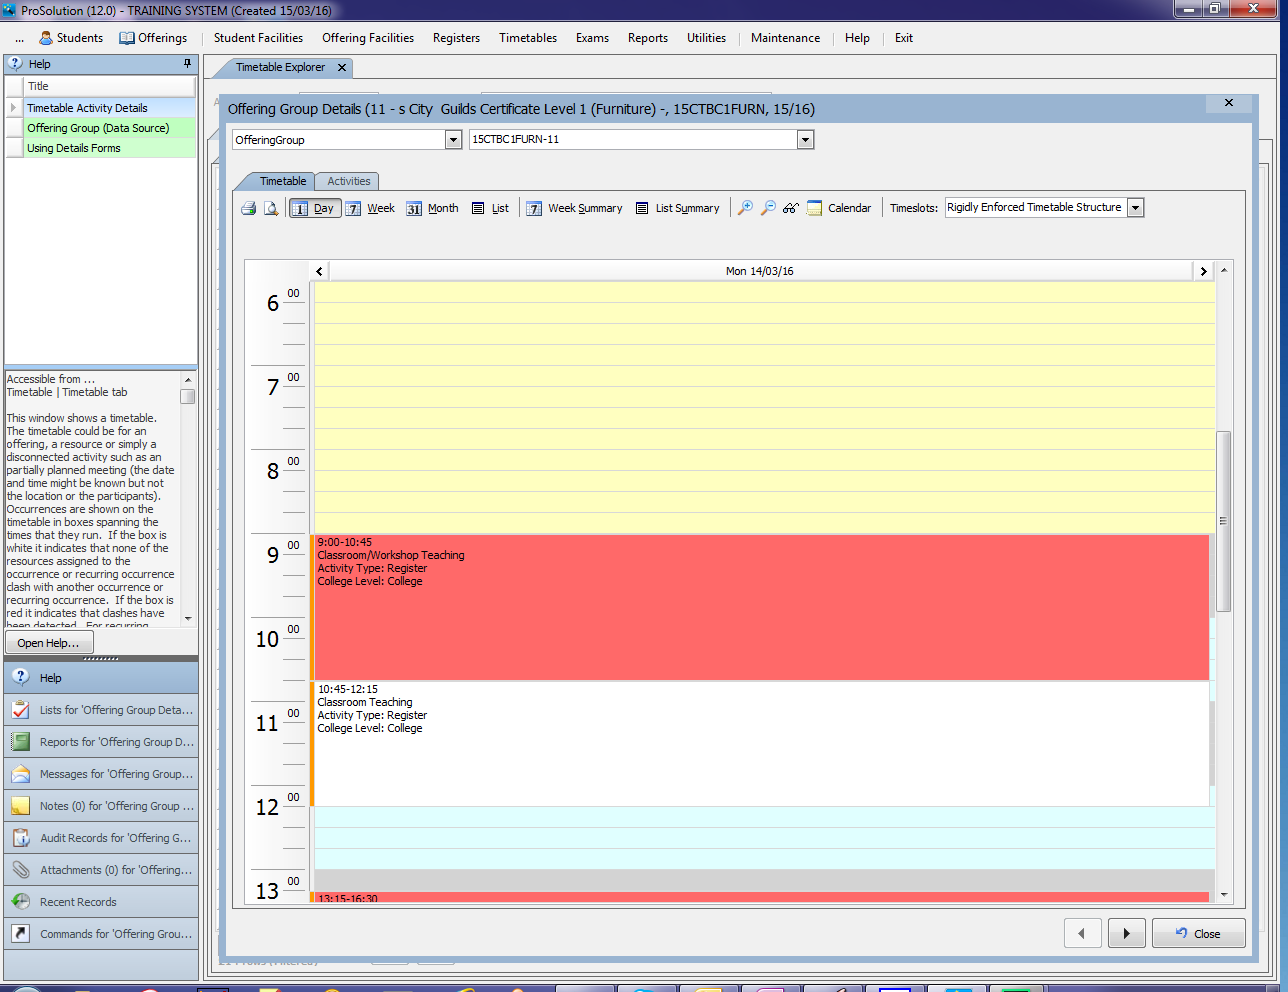 ProSolution (12.0) - TRAINING SYSTEM (Created 15/03/16)
... Students Offerings Student Facilities Offering Facilities Registers Timetables Exams Reports Utilities Maintenance Help Exit
Help
Title
Timetable Activity Details
Offering Group (Data Source)
Using Details Forms
Accessible from ...
Timetable | Timetable tab
This window shows a timetable.
The timetable could be for an
offering, a resource or simply a
disconnected activity such as an
partially planned meeting (the date
and time might be known but not
the location or the participants).
Occurrences are shown on the
timetable in boxes spanning the
times that they run.  If the box is
white it indicates that none of the
resources assigned to the
occurrence or recurring occurrence
clash with another occurrence or
recurring occurrence.  If the box is
red it indicates that clashes have
been detected.  For recurring
Open Help...
Help
Lists for 'Offering Group Deta...
Reports for 'Offering Group D...
Messages for 'Offering Group...
Notes (0) for 'Offering Group ...
Audit Records for 'Offering G...
Attachments (0) for 'Offering...
Recent Records
Commands for 'Offering Grou...
Timetable Explorer
Offering Group Details (11 - s City  Guilds Certificate Level 1 (Furniture) -, 15CTBC1FURN, 15/16)
OfferingGroup 15CTBC1FURN-11
Timetable Activities
1 Day 7 Week 31 Month List 7 Week Summary List Summary Calendar Timeslots: Rigidly Enforced Timetable Structure
Mon 14/03/16
6 00
7 00
8 00
9 00
9:00-10:45
Classroom/Workshop Teaching
Activity Type: Register
College Level: College
10 00
10:45-12:15
Classroom Teaching
Activity Type: Register
College Level: College
11 00
12 00
13 00
13:15-16:30
Close